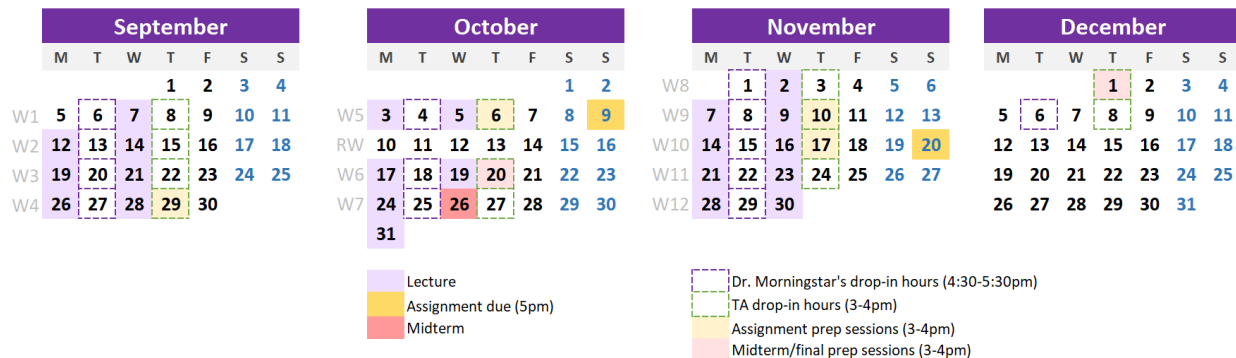 September October November December
M T W T F S S M T W T F S S M T W T F S S M T W T F S S
1 2 3 4 1 2 W8 1 2 3 4 5 6 1 2 3 4
W1 5 6 7 8 9 10 11 W5 3 4 5 6 7 8 9 W9 7 8 9 10 11 12 13 5 6 7 8 9 10 11
W2 12 13 14 15 16 17 18 RW 10 11 12 13 14 15 16 W10 14 15 16 17 18 19 20 12 13 14 15 16 17 18
W3 19 20 21 22 23 24 25 W6 17 18 19 20 21 22 23 W11 21 22 23 24 25 26 27 19 20 21 22 23 24 25
W4 26 27 28 29 30 W7 24 25 26 27 28 29 30 W12 28 29 30 26 27 28 29 30 31
31
Lecture Dr. Morningstar's drop-in hours (4:30-5:30pm)
Assignment due (5pm) TA drop-in hours (3-4pm)
Midterm Assignment prep sessions (3-4pm)
Midterm/final prep sessions (3-4pm)